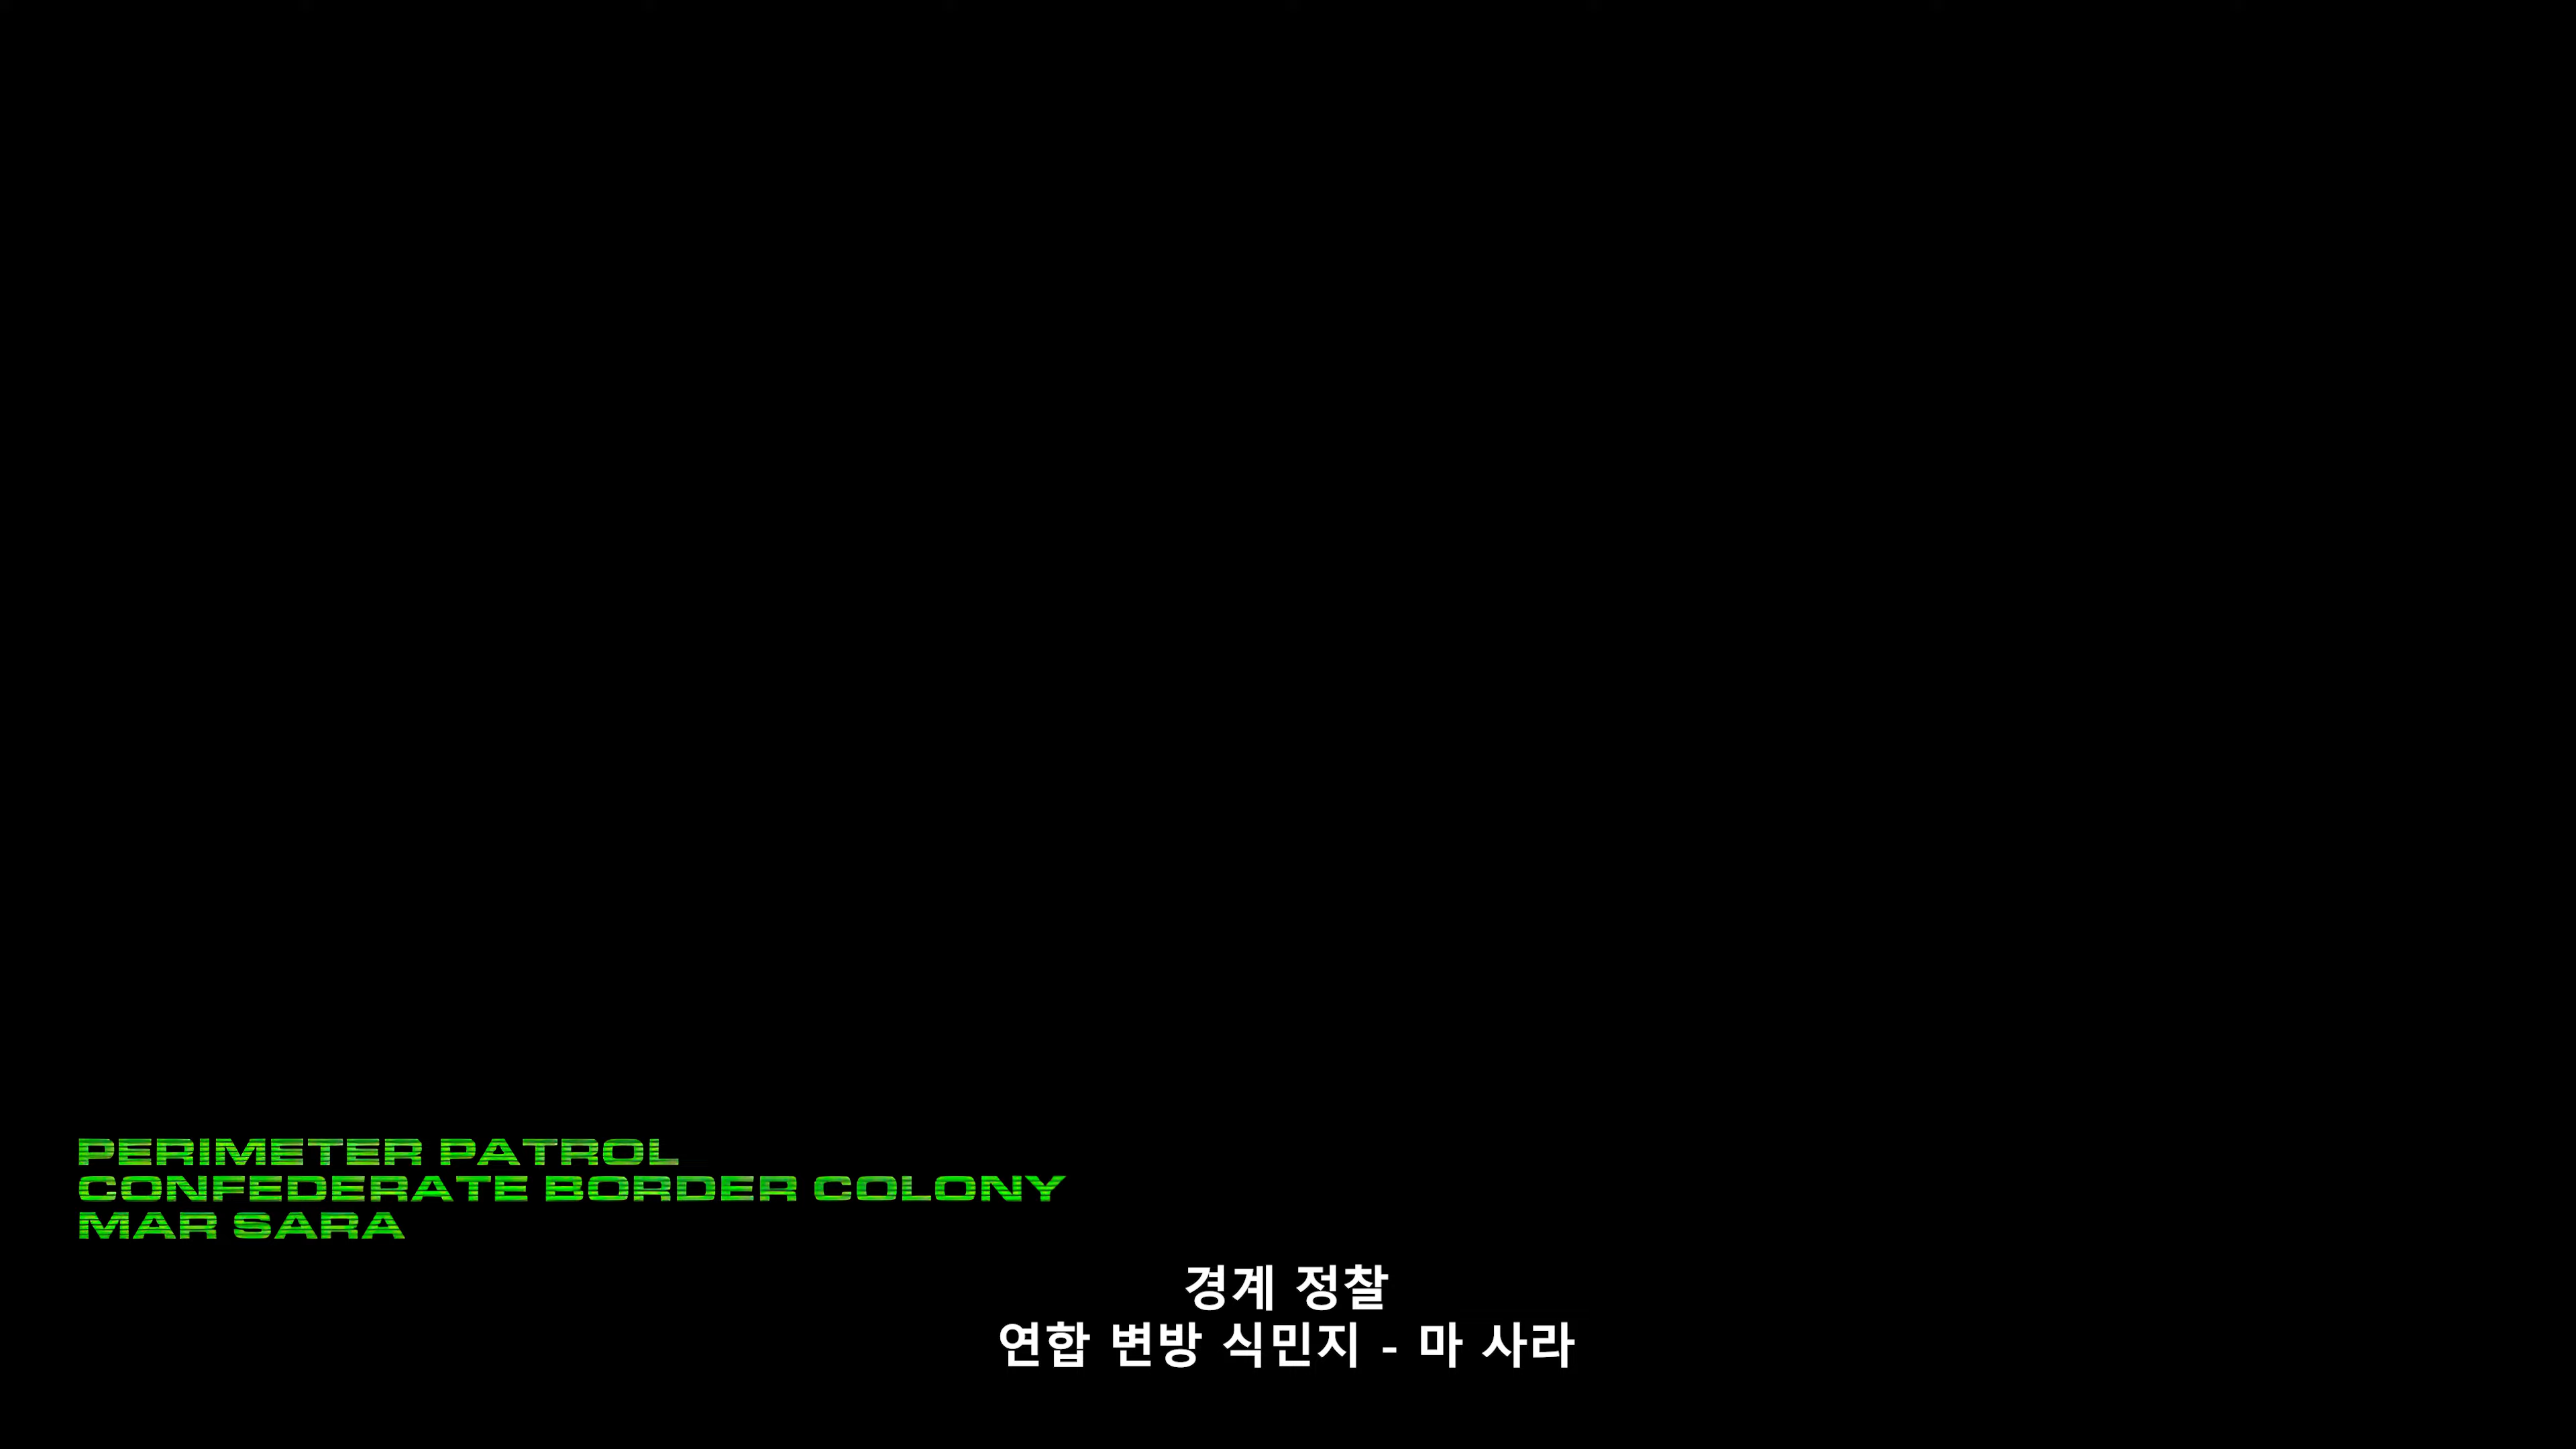 PERIMETER PATROL
CONFEDERATE BORDER COLONY
MAR SARA
경계 정찰
연합 변방 식민지 - 마 사라